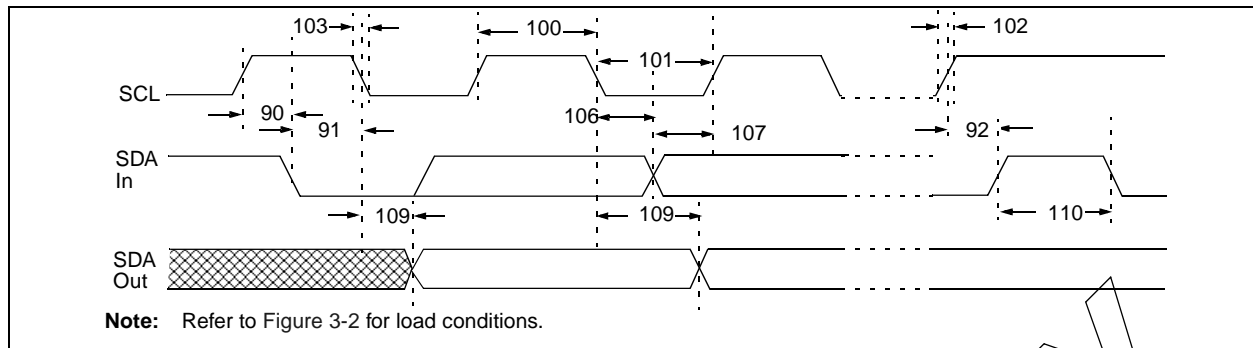 103
100
102
101
SCL
90
106
91
107
92
SDA
In
109
109
110
SDA
Out
Note: Refer to Figure 3-2 for load conditions.